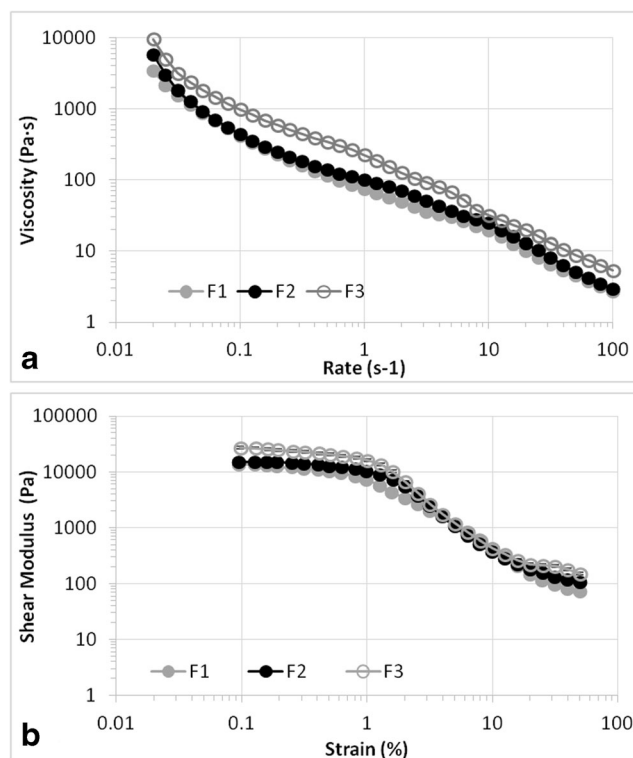 10000
1000
100
10
1
Viscosity (Pa·s)
F1 F2 F3
0.01 0.1 1 10 100
Rate (s-1)
a
100000
10000
1000
100
10
1
Shear Modulus (Pa)
F1 F2 F3
0.01 0.1 1 10 100
Strain (%)
b